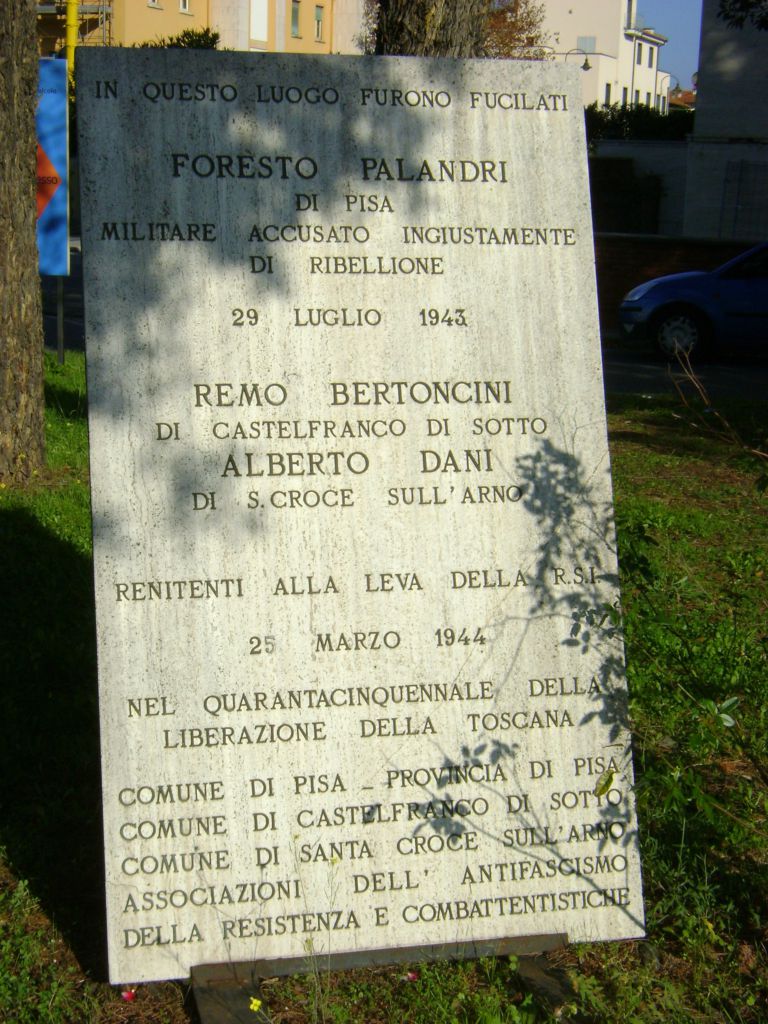 IN QUESTO LUOGO FURONO FUCILATI
FORESTO PALANDRI
DI PISA
MILITARE ACCUSATO INGIUSTAMENTE
DI RIBELLIONE
29 LUGLIO 1943
REMO BERTONCINI
DI CASTELFRANCO DI SOTTO
ALBERTO DANI
DI S. CROCE SULL'ARNO
RENITENTI ALLA LEVA DELLA R.S.I.
25 MARZO 1944
NEL QUARANTACINQUENNALE DELLA
LIBERAZIONE DELLA TOSCANA
COMUNE DI PISA _ PROVINCIA DI PISA
COMUNE DI CASTELFRANCO DI SOTTO
COMUNE DI SANTA CROCE SULL'ARNO
ASSOCIAZIONI DELL' ANTIFASCISMO
DELLA RESISTENZA E COMBATTENTISTICHE